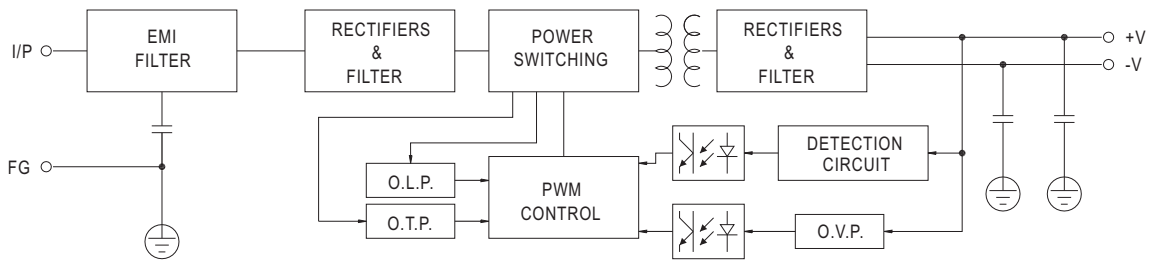 I/P
EMI
FILTER
RECTIFIERS
&
FILTER
POWER
SWITCHING
RECTIFIERS
&
FILTER
+V
-V
FG
O.L.P.
O.T.P.
PWM
CONTROL
DETECTION
CIRCUIT
O.V.P.